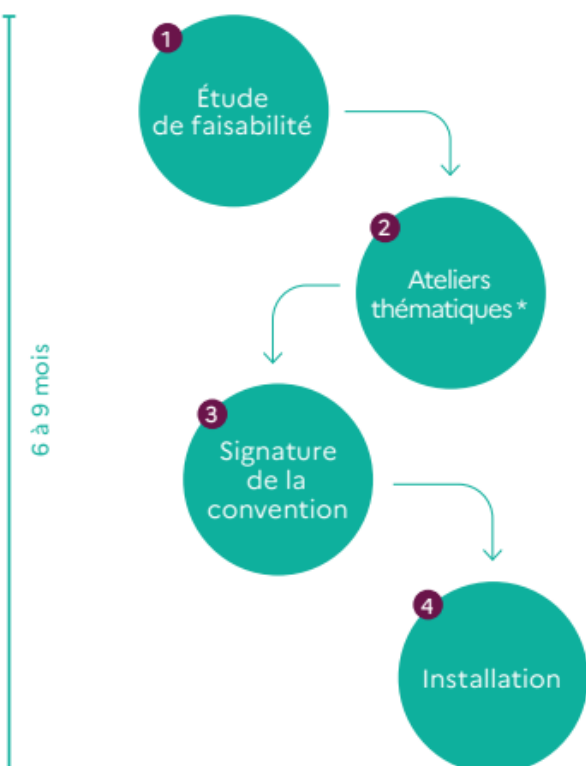 1
Étude
de faisabilité
2
Ateliers
thématiques *
6 à 9 mois
3
Signature
de la
convention
4
Installation